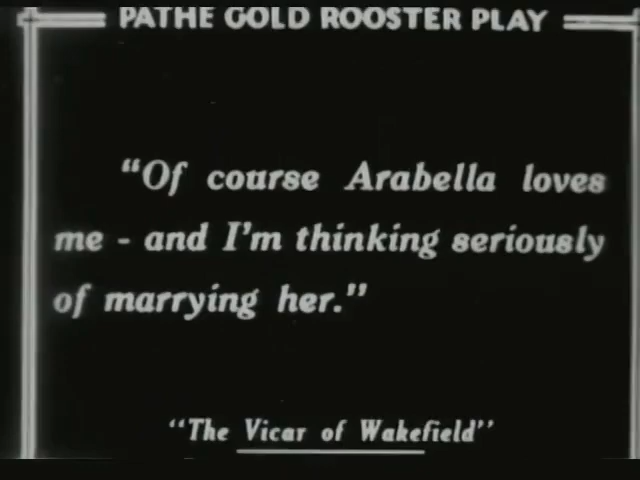 PATHE GOLD ROOSTER PLAY
"Of course Arabella loves
me - and I'm thinking seriously
of marrying her."
"The Vicar of Wakefield"